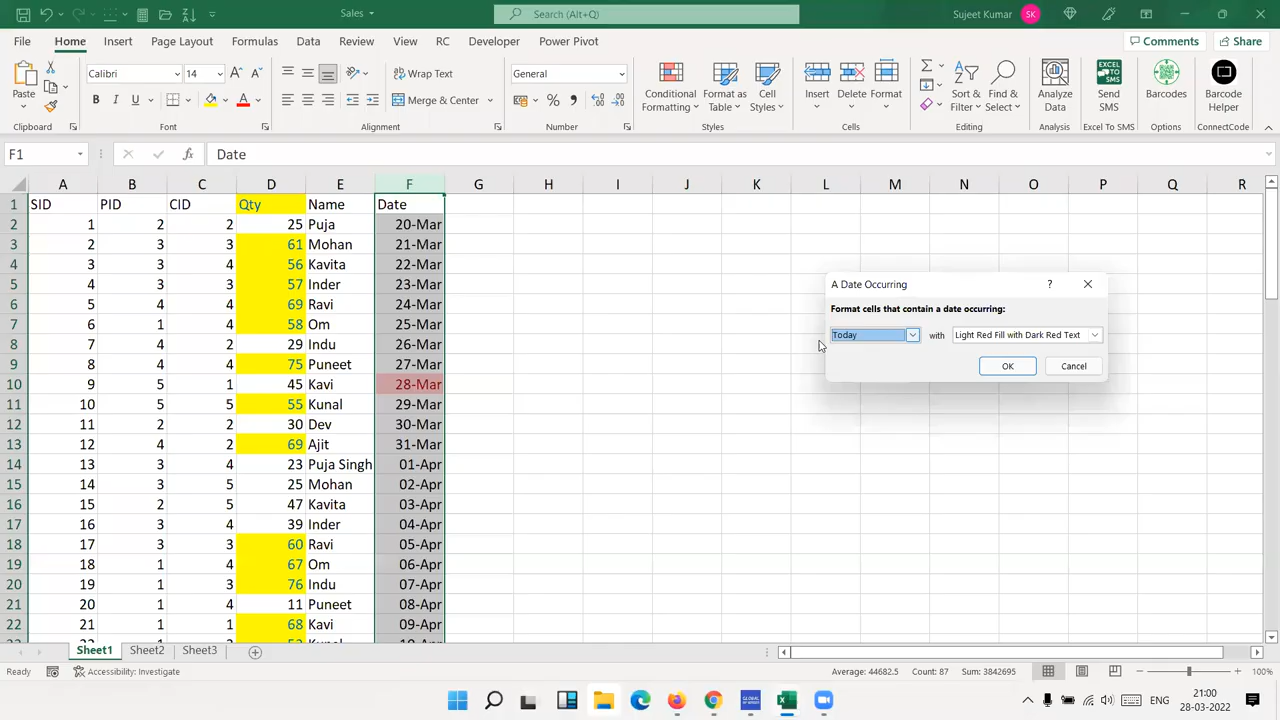 Sales
Search (Alt+Q)
Sujeet Kumar
SK
File Home Insert Page Layout Formulas Data Review View RC Developer Power Pivot
Comments Share
Paste
Calibri 14
Wrap Text
B I U
Merge & Center
General
Conditional Formatting
Format as Table
Cell Styles
Insert
Delete
Format
Sort & Filter
Find & Select
Analyze Data
Send SMS
Barcodes
Barcode Helper
EXCEL TO SMS
Clipboard Font Alignment Number Styles Cells Editing Analysis Excel To SMS Options ConnectCode
F1 fx Date
A B C D E F G H I J K L M N O P Q R
1 SID PID CID Qty Name Date
2 1 2 2 25 Puja 20-Mar
3 2 3 3 61 Mohan 21-Mar
4 3 3 4 56 Kavita 22-Mar
5 4 3 3 57 Inder 23-Mar
6 5 4 4 69 Ravi 24-Mar
7 6 1 4 58 Om 25-Mar
8 7 4 2 29 Indu 26-Mar
9 8 4 4 75 Puneet 27-Mar
10 9 5 1 45 Kavi 28-Mar
11 10 5 5 55 Kunal 29-Mar
12 11 2 2 30 Dev 30-Mar
13 12 4 2 69 Ajit 31-Mar
14 13 3 4 23 Puja Singh 01-Apr
15 14 3 5 25 Mohan 02-Apr
16 15 2 5 47 Kavita 03-Apr
17 16 3 4 39 Inder 04-Apr
18 17 3 3 60 Ravi 05-Apr
19 18 1 4 67 Om 06-Apr
20 19 1 3 76 Indu 07-Apr
21 20 1 4 11 Puneet 08-Apr
22 21 1 1 68 Kavi 09-Apr
A Date Occurring ?
Format cells that contain a date occurring:
Today with Light Red Fill with Dark Red Text
OK Cancel
Sheet1 Sheet2 Sheet3
Ready Accessibility: Investigate Average: 44682.5 Count: 87 Sum: 3842695 100%
ENG
21:00
28-03-2022